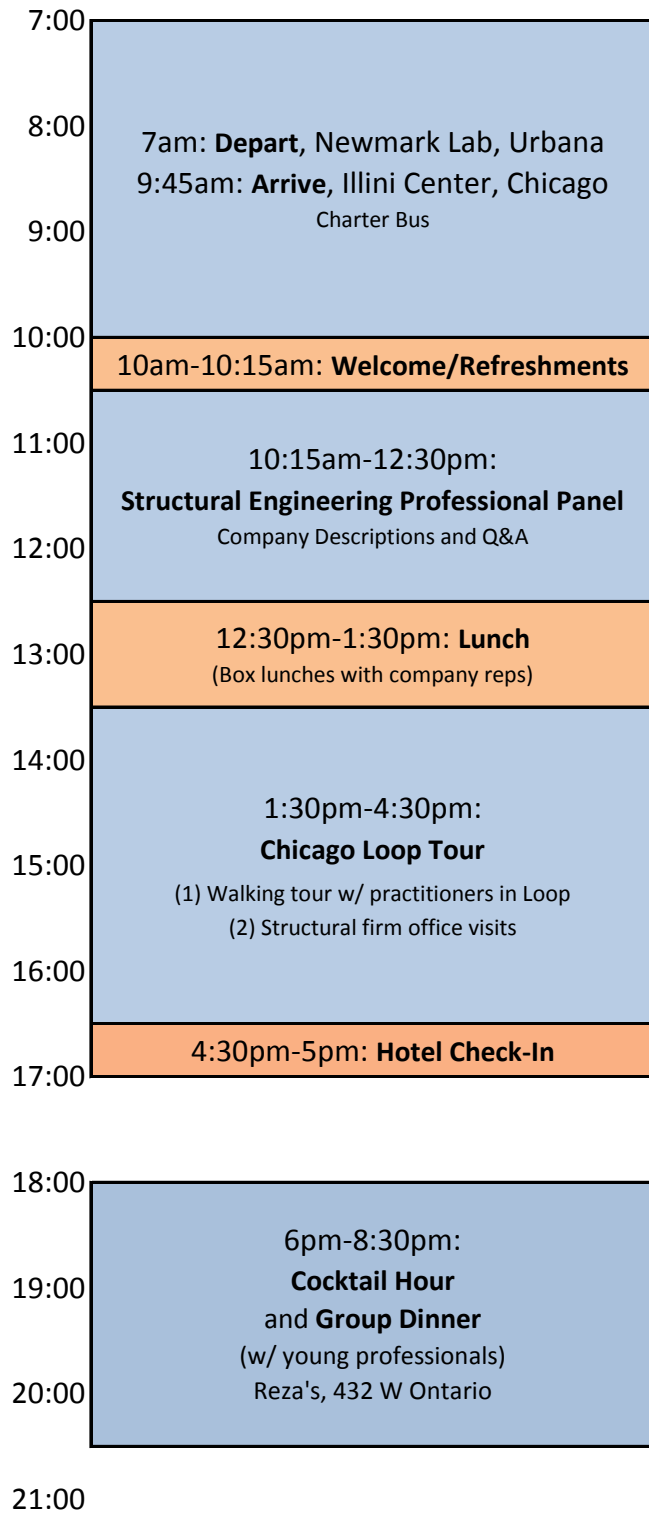 7:00
8:00
7am: Depart, Newmark Lab, Urbana
9:45am: Arrive, Illini Center, Chicago
Charter Bus
9:00
10:00
10am-10:15am: Welcome/Refreshments
11:00
10:15am-12:30pm:
Structural Engineering Professional Panel
Company Descriptions and Q&A
12:00
12:30pm-1:30pm: Lunch
13:00
(Box lunches with company reps)
14:00
1:30pm-4:30pm:
Chicago Loop Tour
15:00
(1) Walking tour w/ practitioners in Loop
(2) Structural firm office visits
16:00
4:30pm-5pm: Hotel Check-In
17:00
18:00
6pm-8:30pm:
Cocktail Hour
19:00
and Group Dinner
(w/ young professionals)
Reza's, 432 W Ontario
20:00
21:00